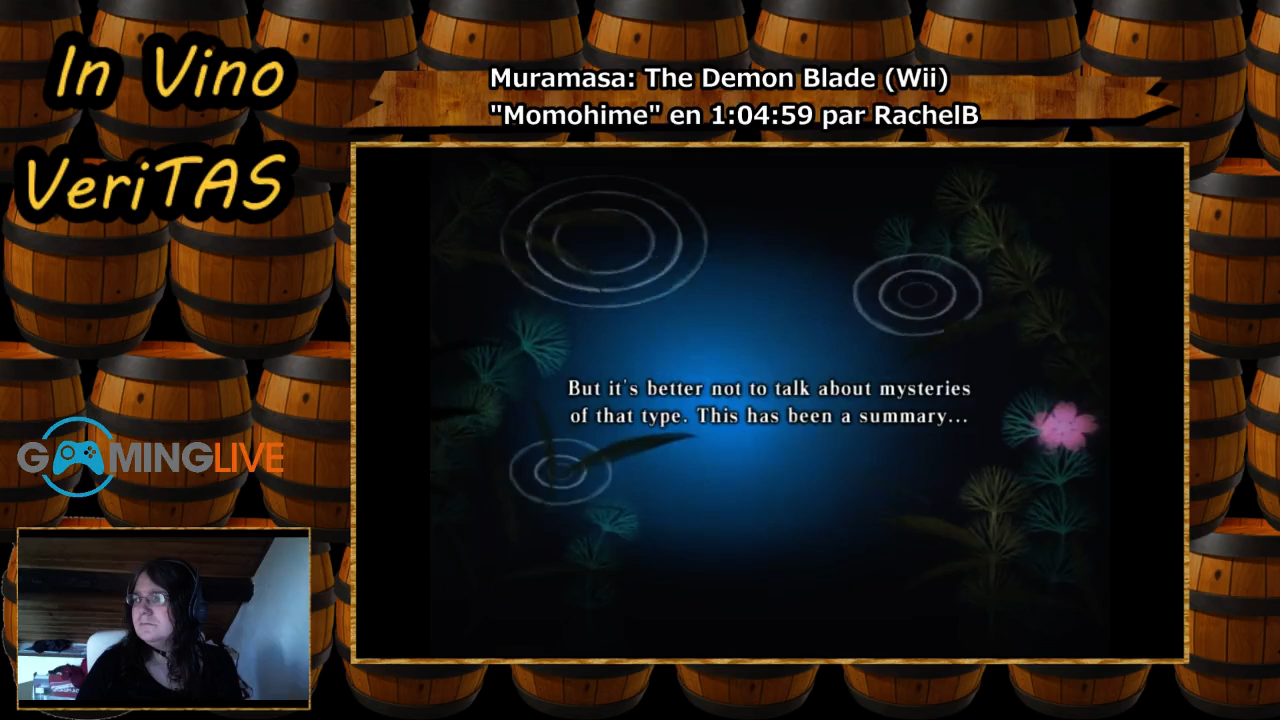 In Vino
VeriTAS
Muramasa: The Demon Blade (Wii)
"Momohime" en 1:04:59 par RachelB
But it's better not to talk about mysteries
of that type. This has been a summary...
GAMINGLIVE